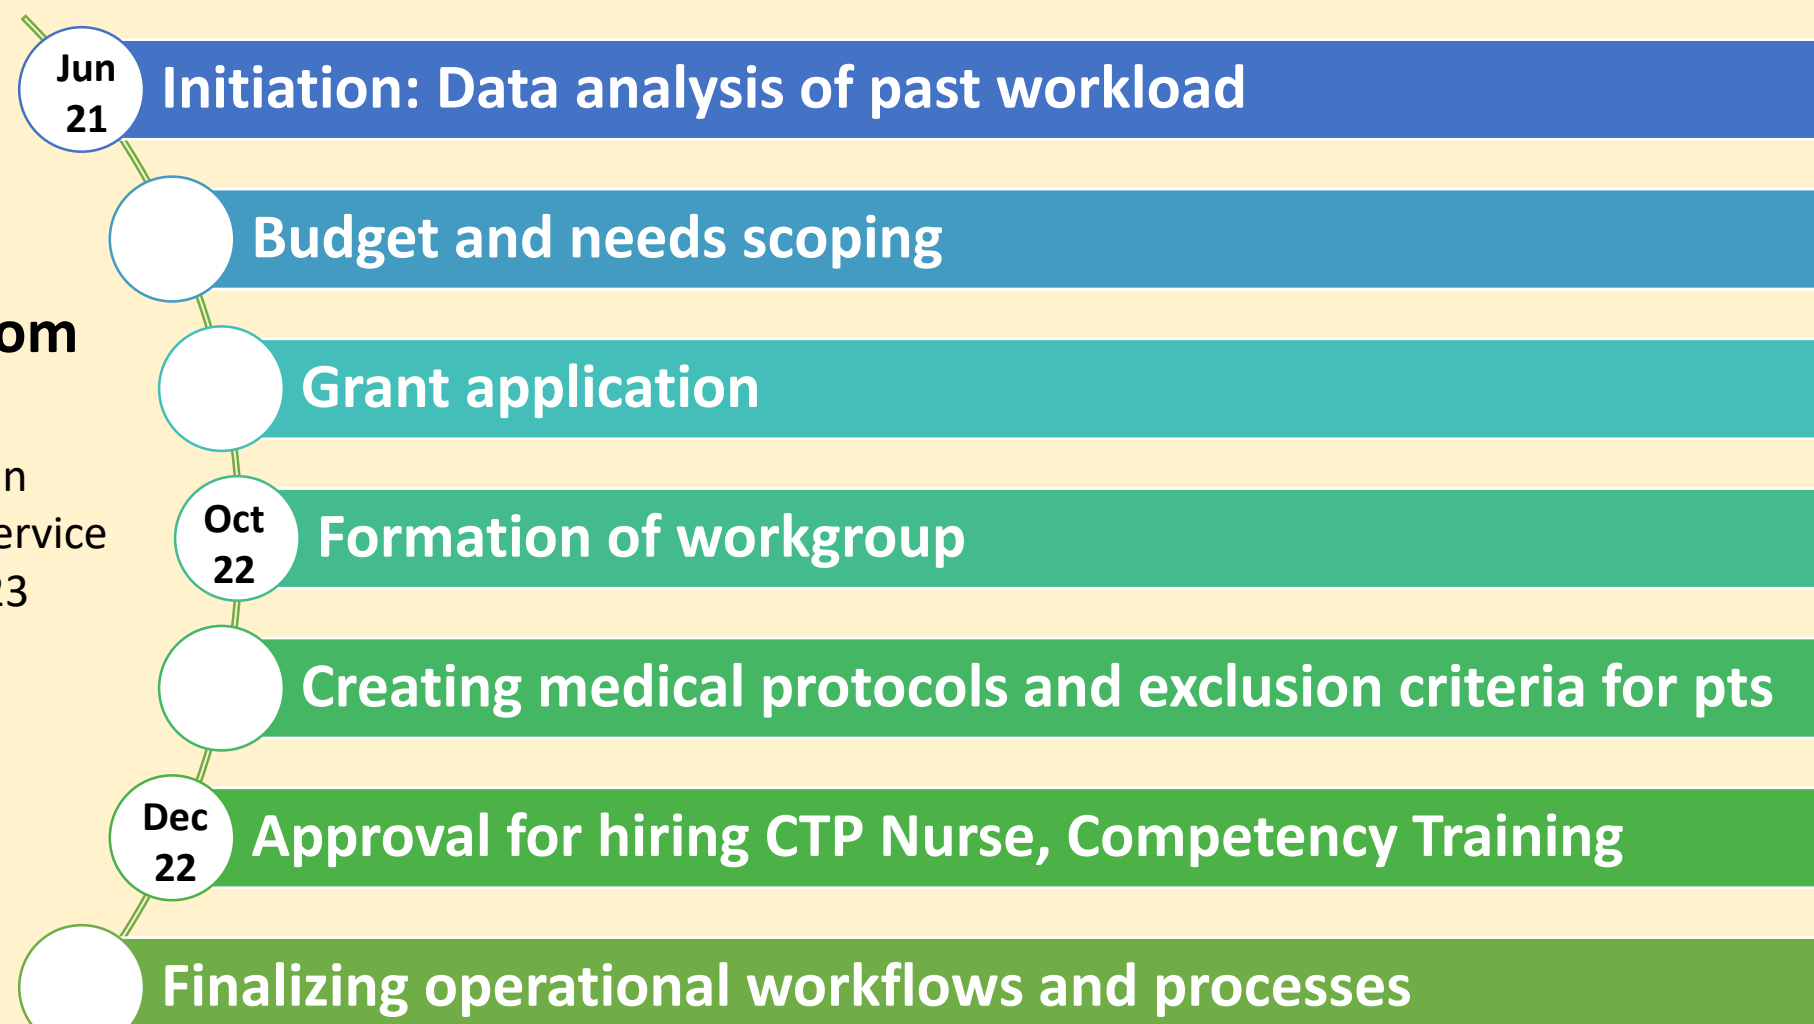 Jun
21
Initiation: Data analysis of past workload
Budget and needs scoping
om
Grant application
n
ervice
23
Oct
22
Formation of workgroup
Creating medical protocols and exclusion criteria for pts
Dec
22
Approval for hiring CTP Nurse, Competency Training
Finalizing operational workflows and processes